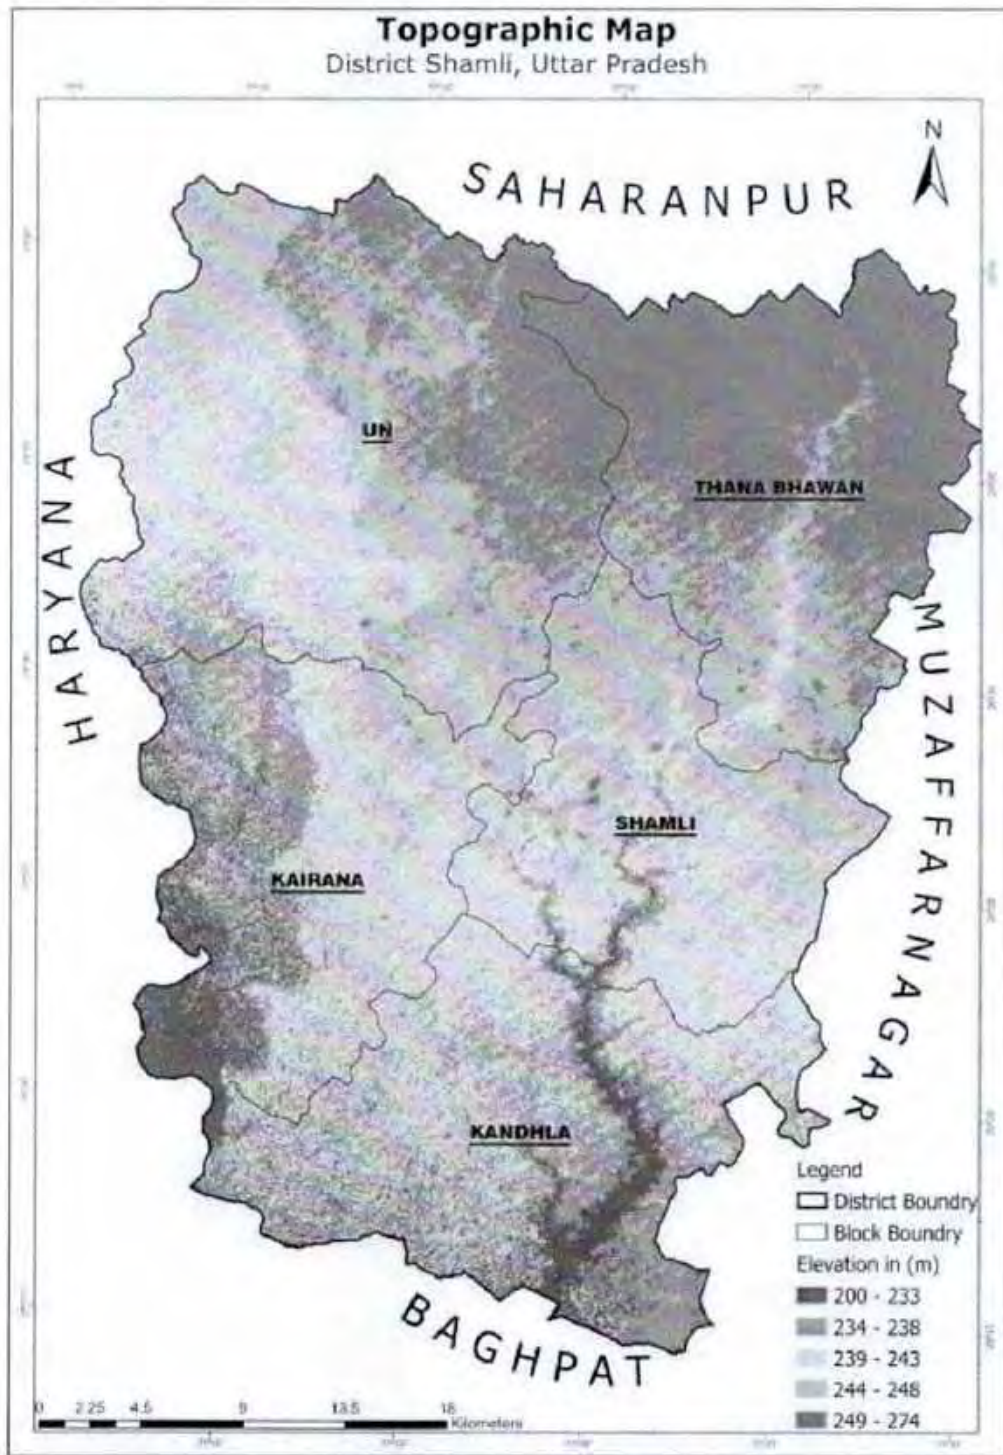 Topographic Map
District Shamli, Uttar Pradesh
N
SAHARANPUR
UN
THANA BHAWAN
HARYANA
MUZAFFARNAGAR
SHAMLI
KAIRANA
KANDHLA
BAGHPAT
Legend
District Boundry
Block Boundry
Elevation in (m)
200 - 233
234 - 238
239 - 243
244 - 248
249 - 274
0 2.25 4.5 9 13.5 18
Kilometers